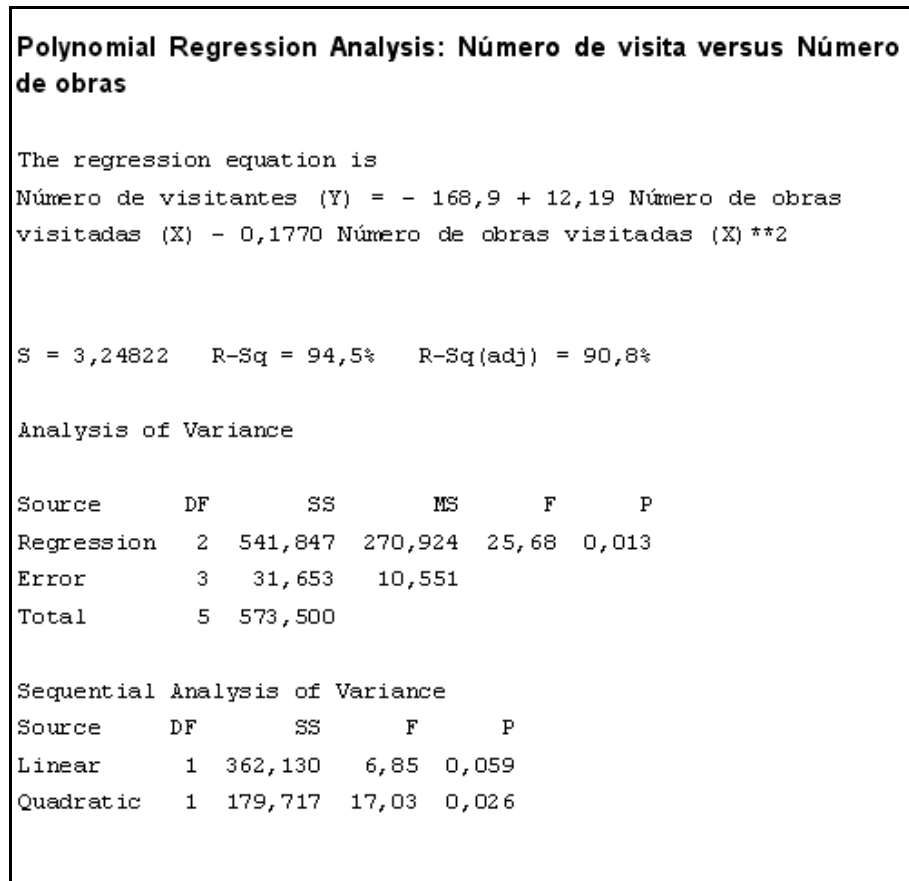 Polynomial Regression Analysis: Número de visita versus Número
de obras
The regression equation is
Número de visitantes (Y) = - 168,9 + 12,19 Número de obras
visitadas (X) - 0,1770 Número de obras visitadas (X)**2
S = 3,24822 R-Sq = 94,5% R-Sq(adj) = 90,8%
Analysis of Variance
Source DF SS MS F P
Regression 2 541,847 270,924 25,68 0,013
Error 3 31,653 10,551
Total 5 573,500
Sequential Analysis of Variance
Source DF SS F P
Linear 1 362,130 6,85 0,059
Quadratic 1 179,717 17,03 0,026